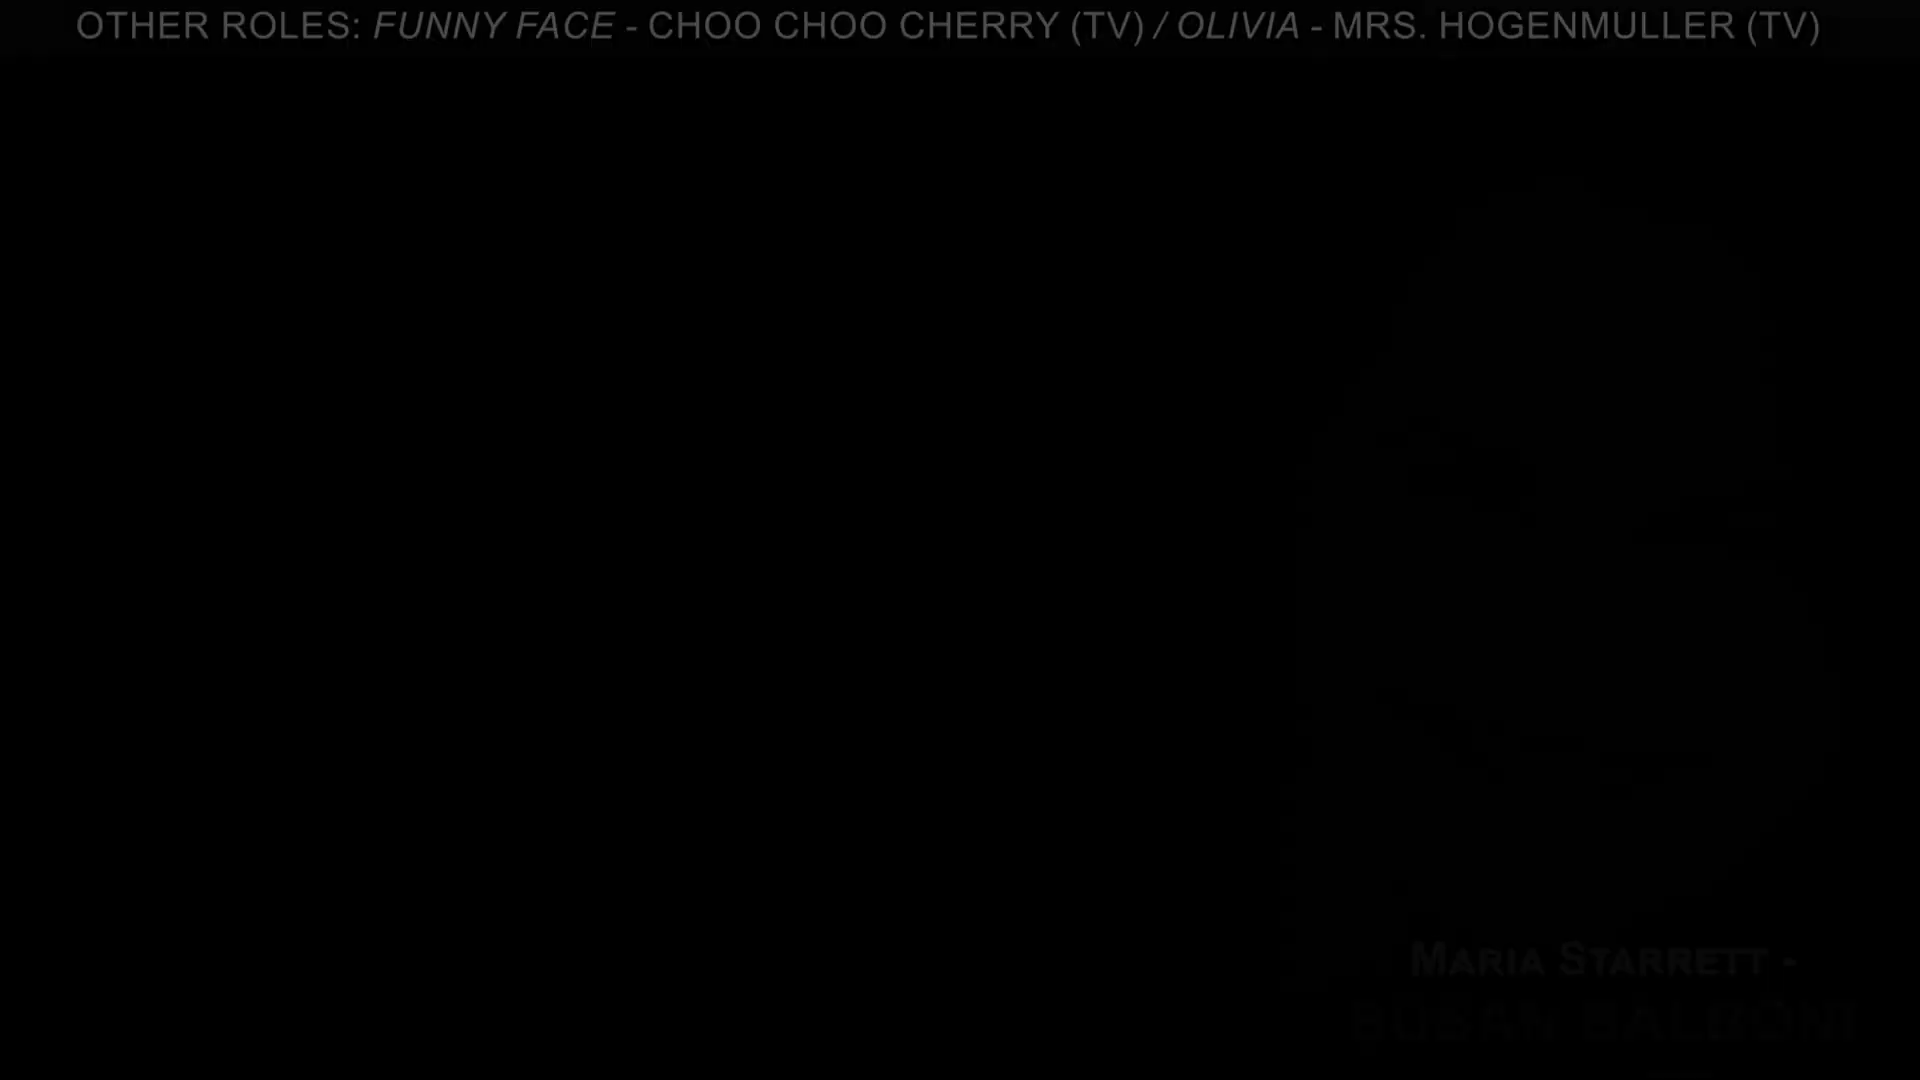 OTHER ROLES: FUNNY FACE - CHOO CHOO CHERRY (TV) / OLIVIA - MRS. HOGENMULLER (TV)
MARIA STARRETT -